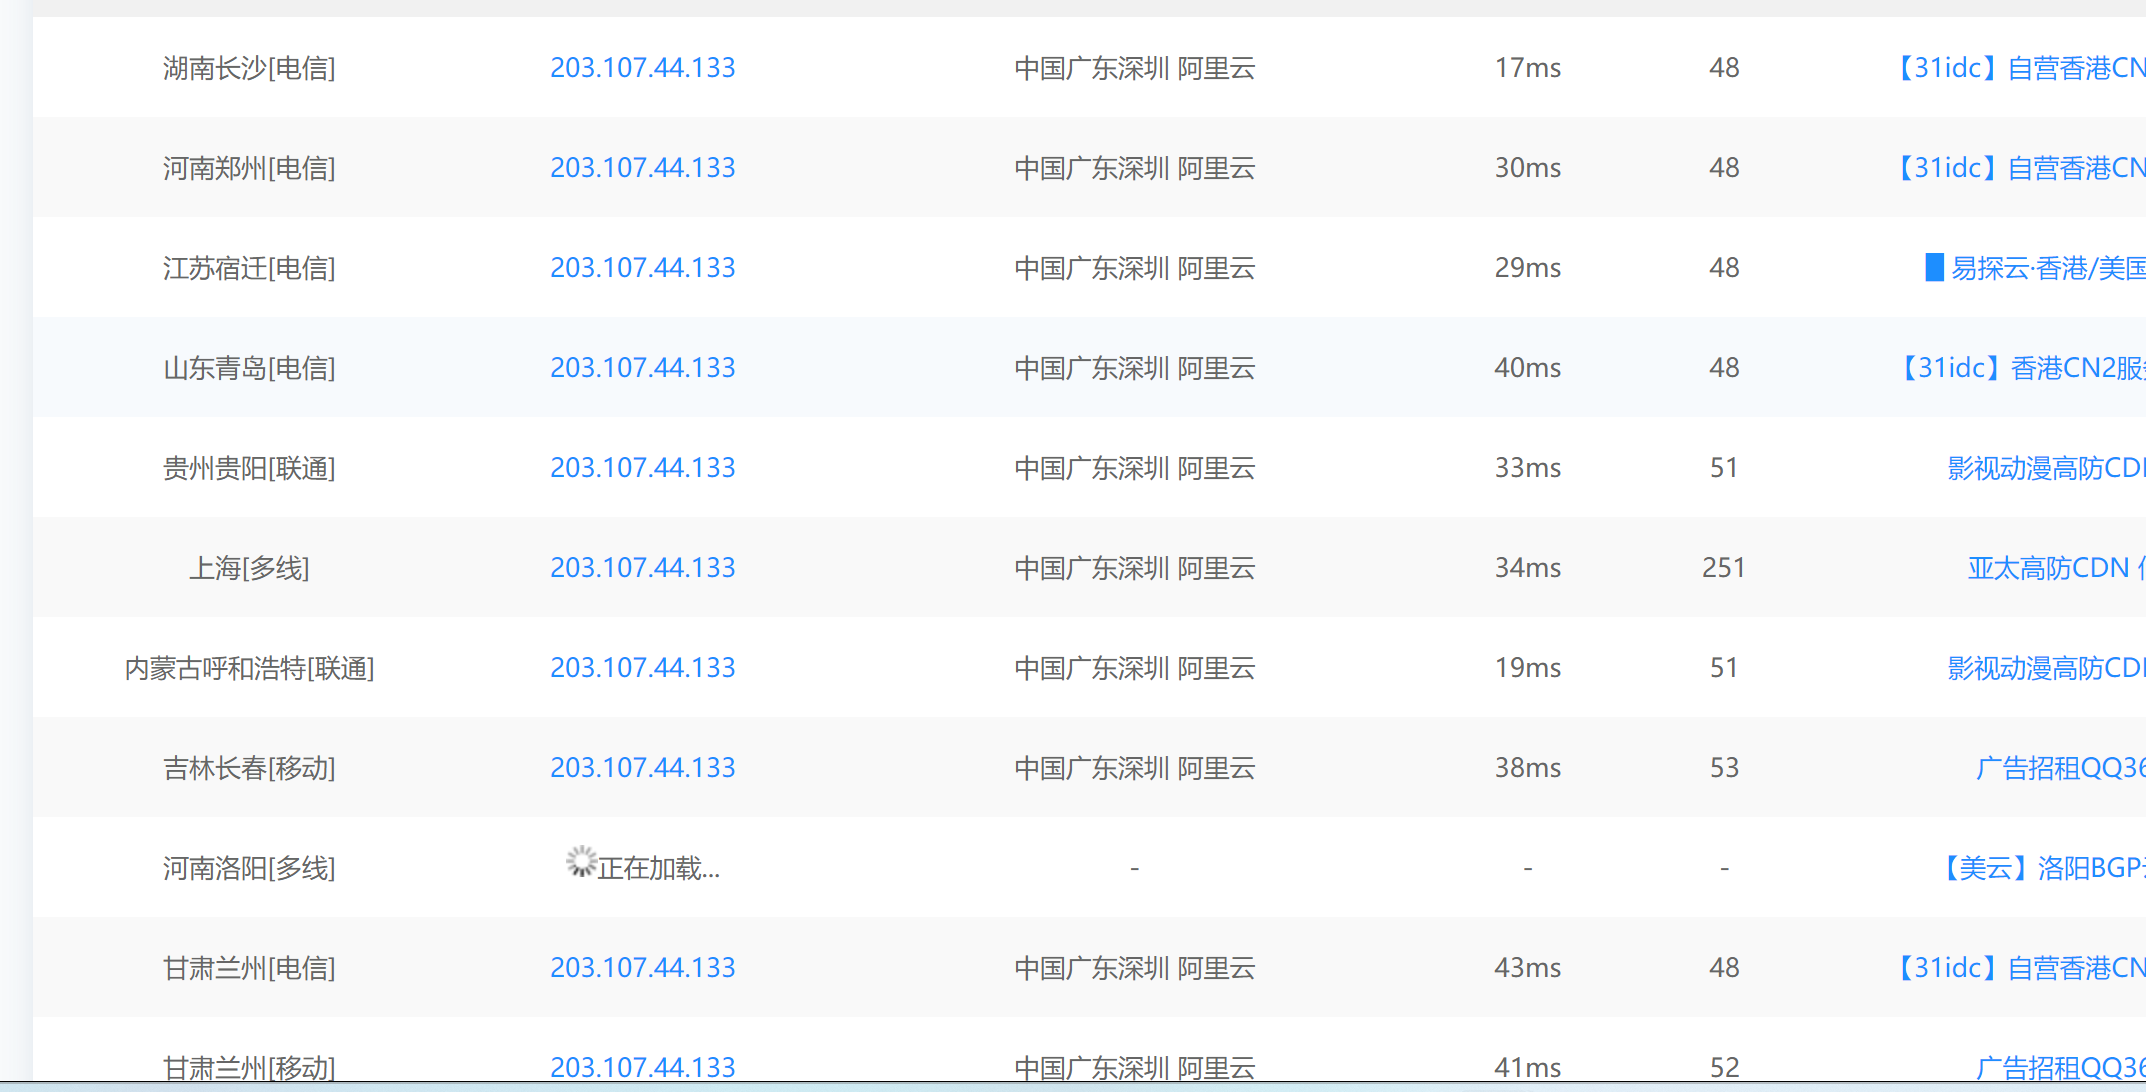 湖南长沙[电信] 203.107.44.133 中国广东深圳 阿里云 17ms 48 【31idc】自营香港CN
河南郑州[电信] 203.107.44.133 中国广东深圳 阿里云 30ms 48 【31idc】自营香港CN
江苏宿迁[电信] 203.107.44.133 中国广东深圳 阿里云 29ms 48 █ 易探云·香港/美国
山东青岛[电信] 203.107.44.133 中国广东深圳 阿里云 40ms 48 【31idc】香港CN2服
贵州贵阳[联通] 203.107.44.133 中国广东深圳 阿里云 33ms 51 影视动漫高防CD
上海[多线] 203.107.44.133 中国广东深圳 阿里云 34ms 251 亚太高防CDN
内蒙古呼和浩特[联通] 203.107.44.133 中国广东深圳 阿里云 19ms 51 影视动漫高防CD
吉林长春[移动] 203.107.44.133 中国广东深圳 阿里云 38ms 53 广告招租QQ36
河南洛阳[多线] 正在加载... - - - 【美云】洛阳BGP
甘肃兰州[电信] 203.107.44.133 中国广东深圳 阿里云 43ms 48 【31idc】自营香港CN
甘肃兰州[移动] 203.107.44.133 中国广东深圳 阿里云 41ms 52 广告招租QQ36